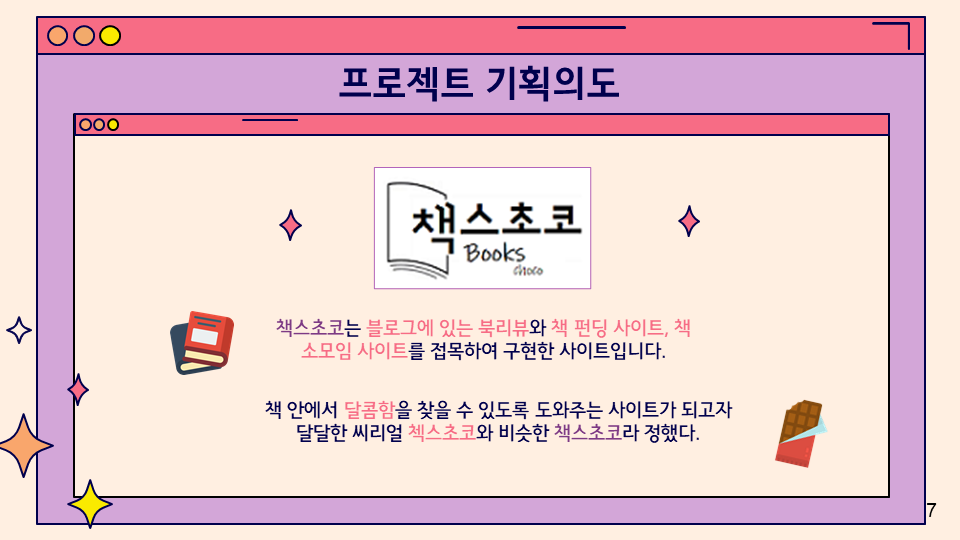 프로젝트 기획의도
책스초코
Books
choco
책스초코는 블로그에 있는 북리뷰와 책 펀딩 사이트, 책
소모임 사이트를 접목하여 구현한 사이트입니다.
책 안에서 달콤함을 찾을 수 있도록 도와주는 사이트가 되고자
달달한 씨리얼 첵스초코와 비슷한 책스초코라 정했다.
7